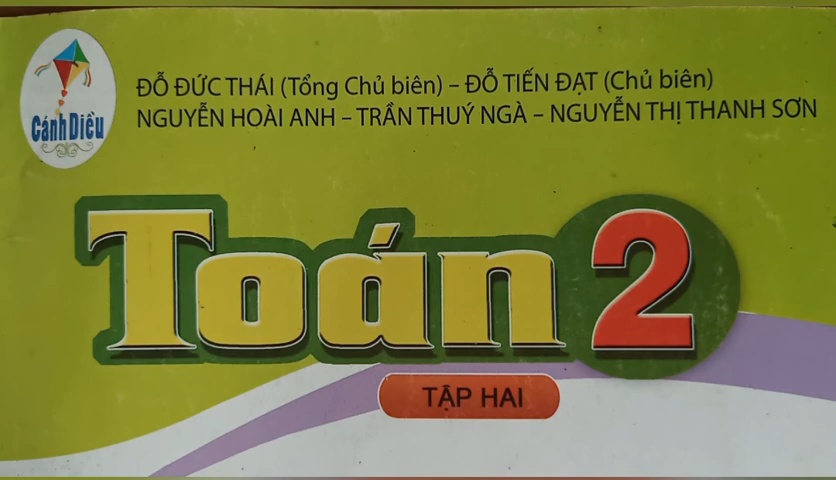 Cánh Diều
ĐỖ ĐỨC THÁI (Tổng Chủ biên) – ĐỖ TIẾN ĐẠT (Chủ biên)
NGUYỄN HOÀI ANH – TRẦN THUÝ NGÀ – NGUYỄN THỊ THANH SƠN
Toán 2
TẬP HAI